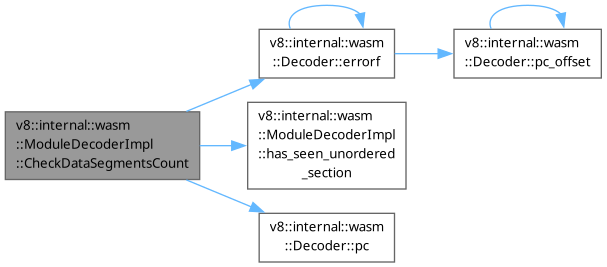 v8::internal::wasm
::ModuleDecoderImpl
::CheckDataSegmentsCount
v8::internal::wasm
::Decoder::errorf
v8::internal::wasm
::Decoder::pc_offset
v8::internal::wasm
::ModuleDecoderImpl
::has_seen_unordered
_section
v8::internal::wasm
::Decoder::pc